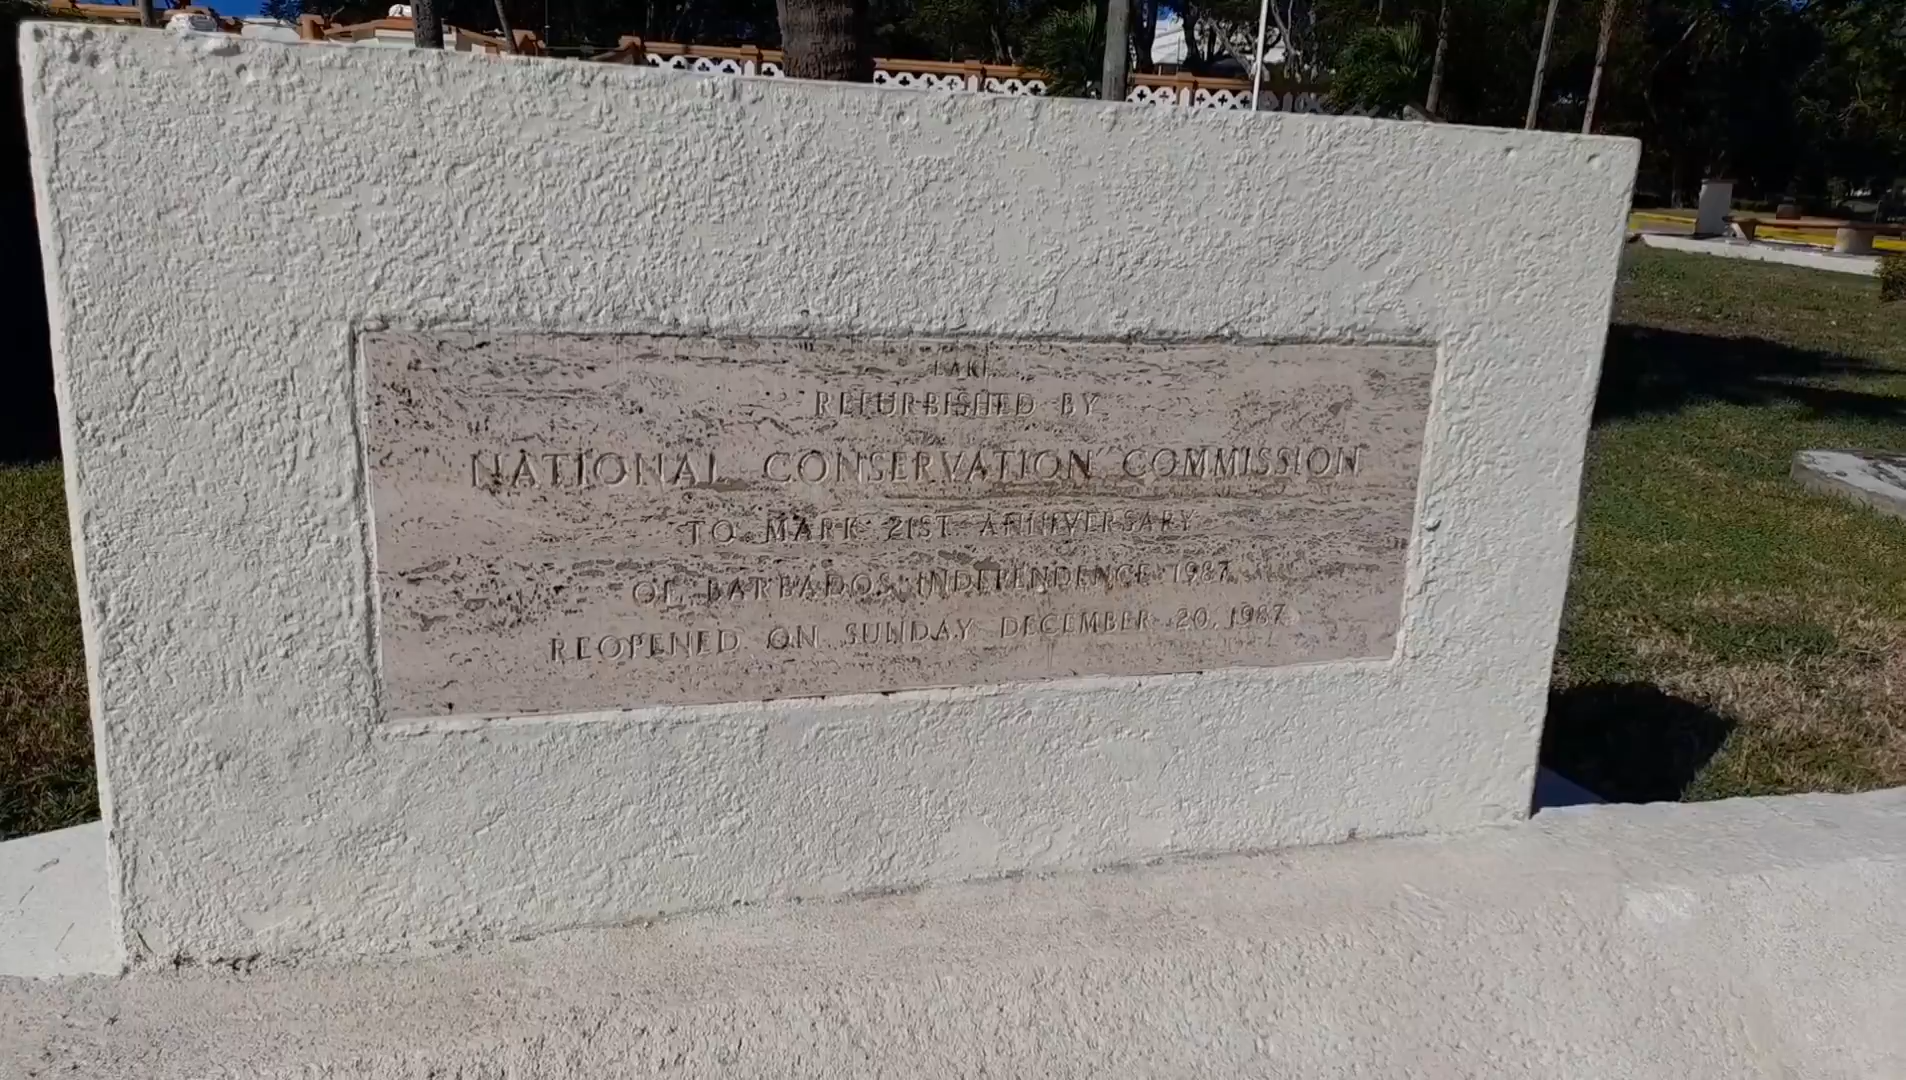 LAKE
REFURBISHED BY
NATIONAL CONSERVATION COMMISSION
TO MARK 21ST ANNIVERSARY
OF BARBADOS INDEPENDENCE 1987
REOPENED ON SUNDAY DECEMBER 20, 1987